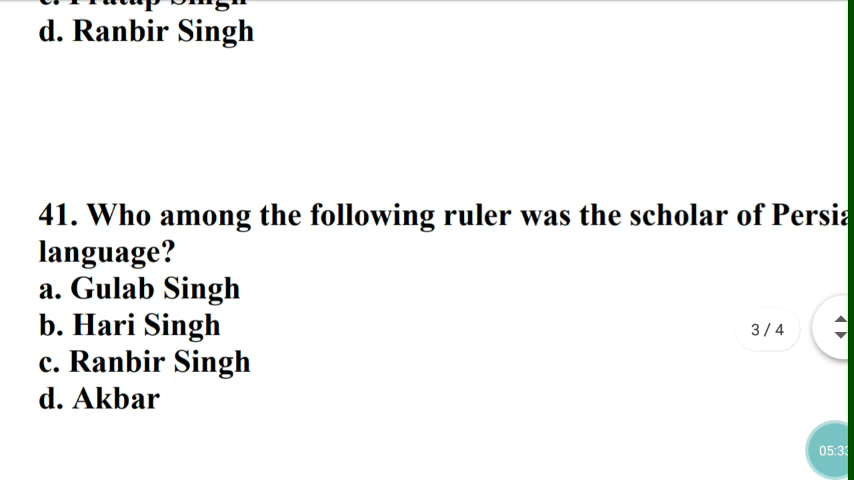 d. Ranbir Singh
41. Who among the following ruler was the scholar of Persia
language?
a. Gulab Singh
b. Hari Singh
c. Ranbir Singh
d. Akbar
3 / 4